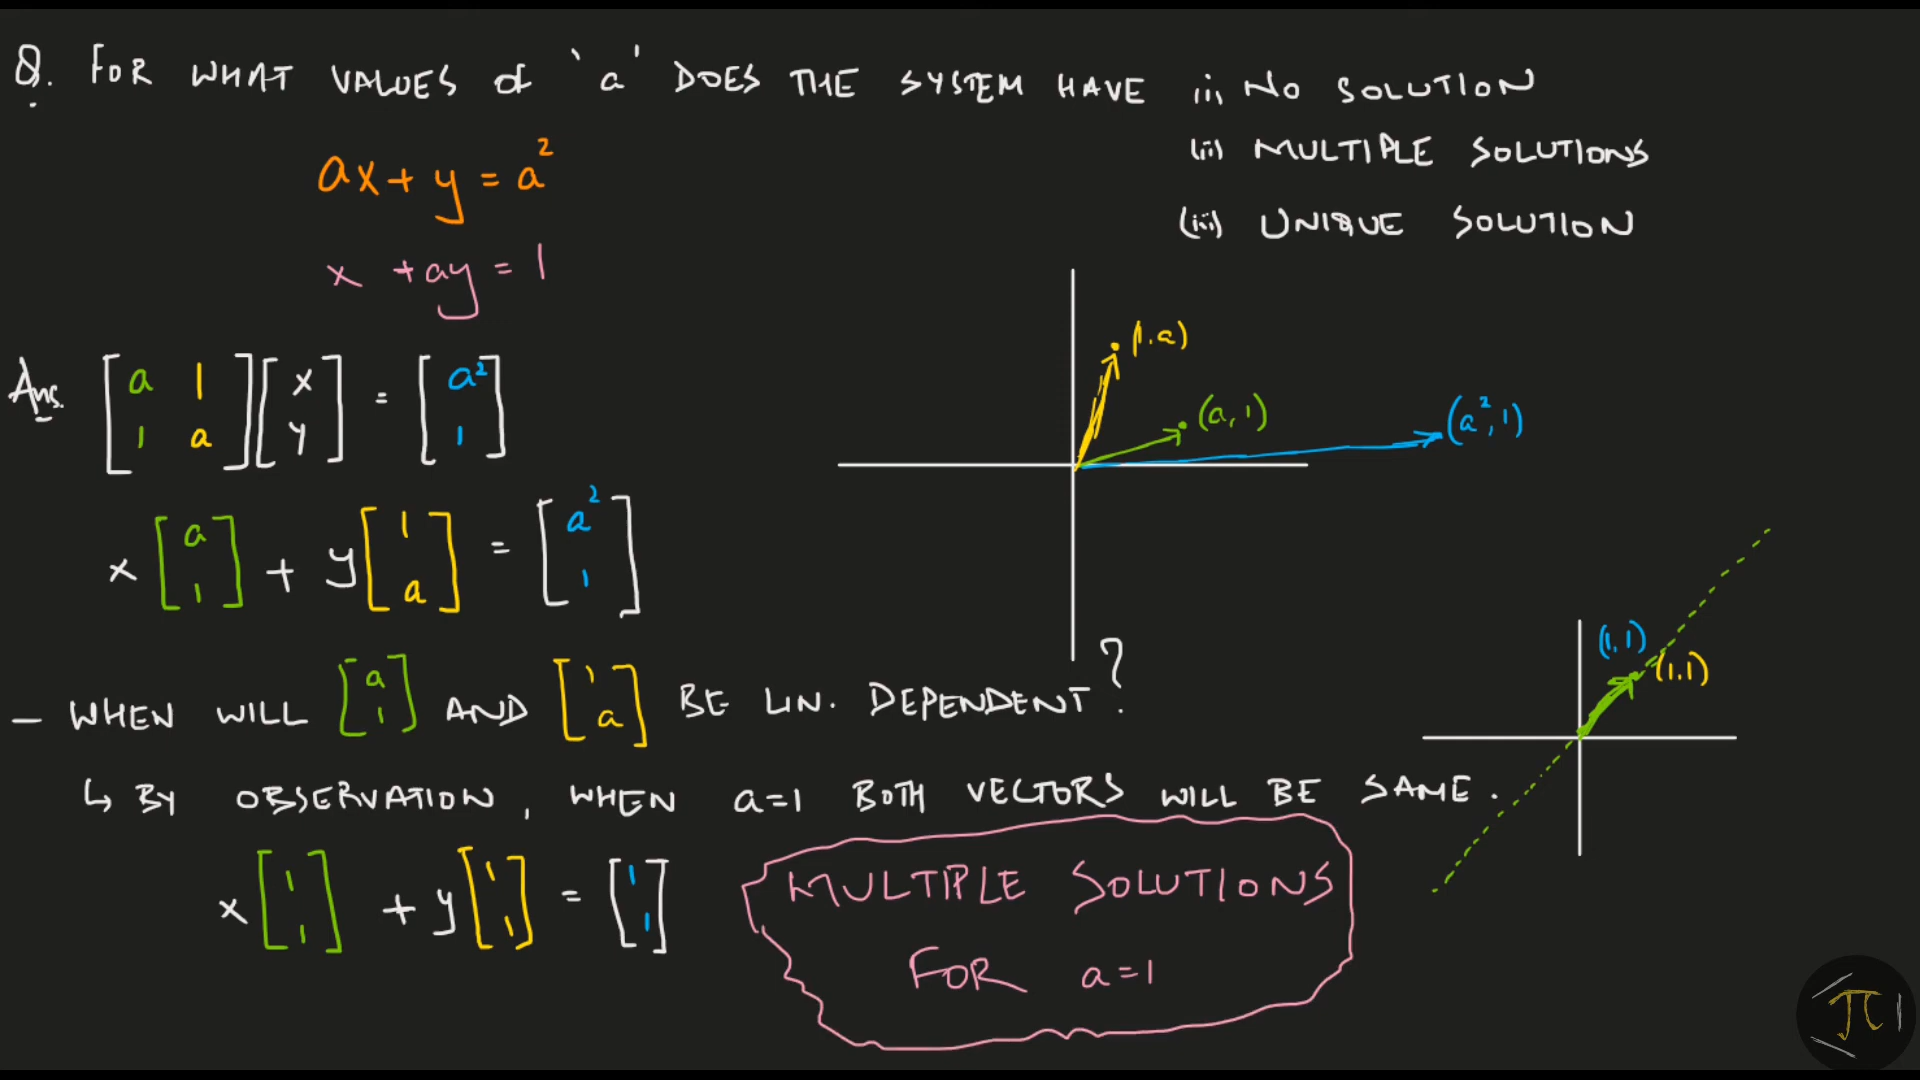 Q. FOR WHAT VALUES OF 'a' DOES THE SYSTEM HAVE (i) NO SOLUTION
(ii) MULTIPLE SOLUTIONS
(iii) UNIQUE SOLUTION
ax + y = a²
x + ay = 1
(1,a)
(a,1)
(a²,1)
Ans. [a 1; 1 a] [x; y] = [a²; 1]
x [a; 1] + y [1; a] = [a²; 1]
(1,1)
(1,1)
- WHEN WILL [a; 1] AND [1; a] BE LIN. DEPENDENT?
↳ BY OBSERVATION, WHEN a=1 BOTH VECTORS WILL BE SAME.
x [1; 1] + y [1; 1] = [1; 1]
MULTIPLE SOLUTIONS
FOR a=1